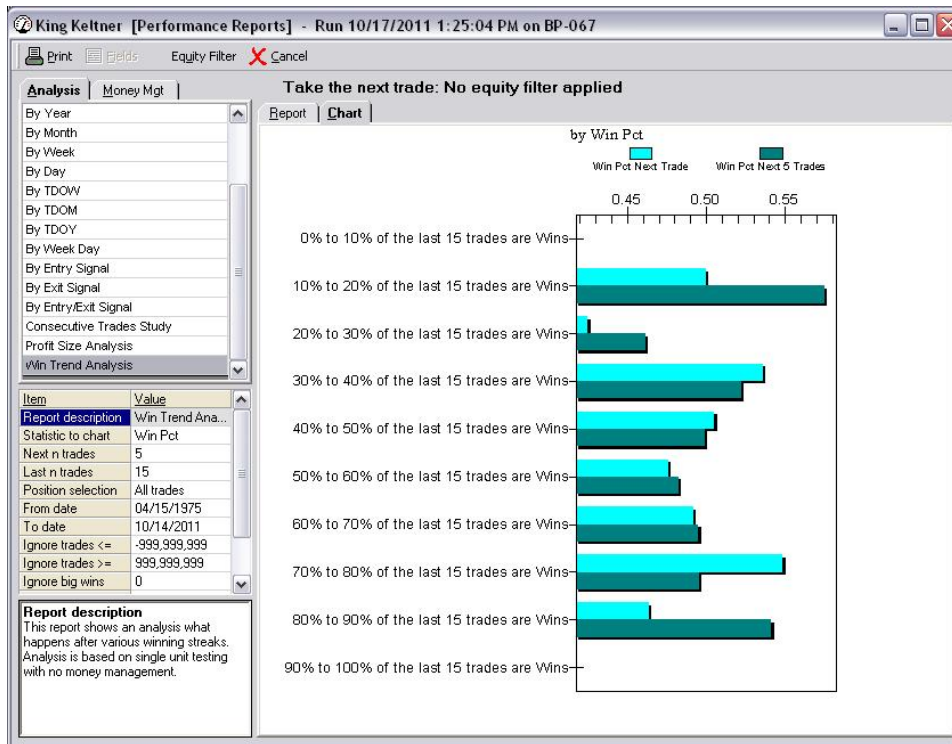 King Keltner [Performance Reports] - Run 10/17/2011 1:25:04 PM on BP-067
Print Fields Equity Filter Cancel
Analysis Money Mgt
Take the next trade: No equity filter applied
By Year
By Month
By Week
By Day
By TDOW
By TDOM
By TDOY
By Week Day
By Entry Signal
By Exit Signal
By Entry/Exit Signal
Consecutive Trades Study
Profit Size Analysis
Win Trend Analysis
Item Value
Report description Win Trend Ana...
Statistic to chart Win Pct
Next n trades 5
Last n trades 15
Position selection All trades
From date 04/15/1975
To date 10/14/2011
Ignore trades <= -999,999,999
Ignore trades >= 999,999,999
Ignore big wins 0
Report description
This report shows an analysis what
happens after various winning streaks.
Analysis is based on single unit testing
with no money management.
Report Chart
by Win Pct
Win Pct Next Trade Win Pct Next 5 Trades
0.45 0.50 0.55
0% to 10% of the last 15 trades are Wins
10% to 20% of the last 15 trades are Wins
20% to 30% of the last 15 trades are Wins
30% to 40% of the last 15 trades are Wins
40% to 50% of the last 15 trades are Wins
50% to 60% of the last 15 trades are Wins
60% to 70% of the last 15 trades are Wins
70% to 80% of the last 15 trades are Wins
80% to 90% of the last 15 trades are Wins
90% to 100% of the last 15 trades are Wins